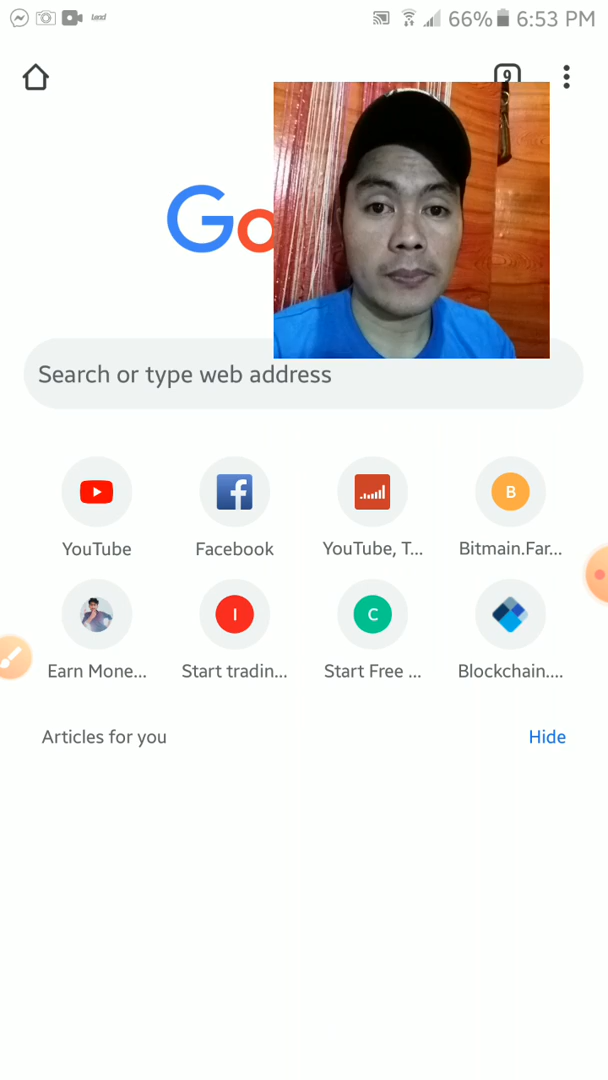 66% 6:53 PM
9
Go
Search or type web address
B
YouTube Facebook YouTube, T... Bitmain.Far...
I C
Earn Mone... Start tradin... Start Free ... Blockchain....
Articles for you Hide